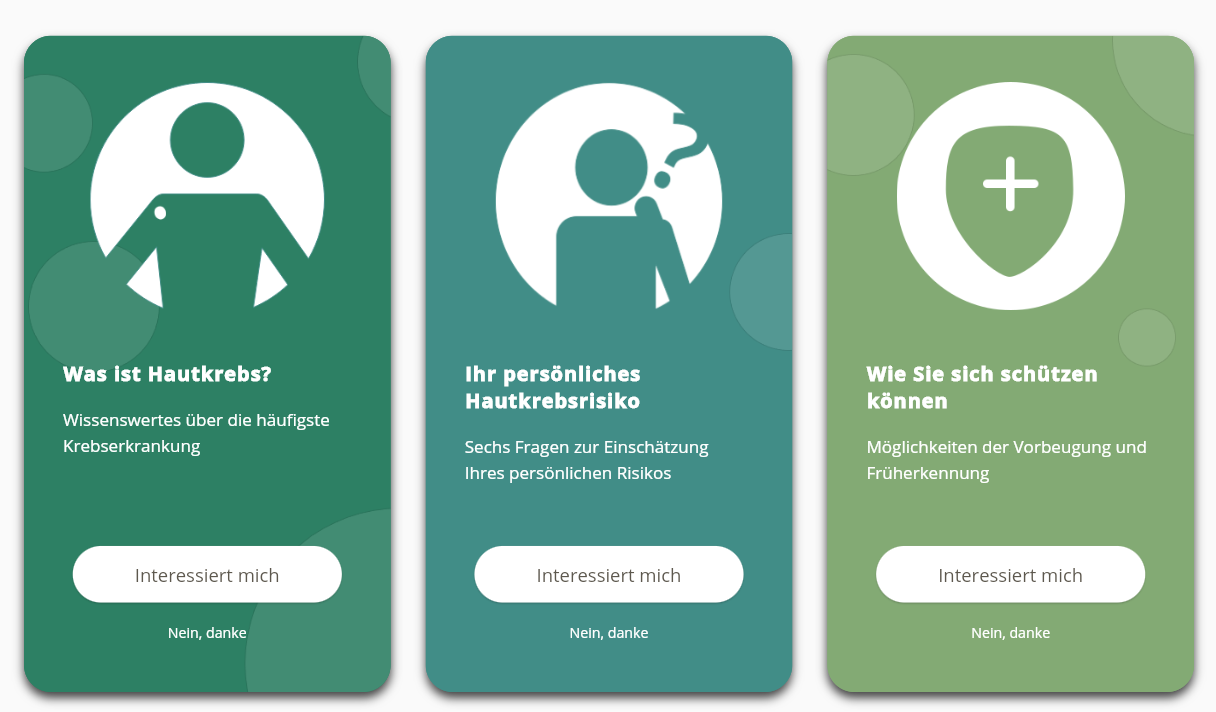 Was ist Hautkrebs?
Wissenswertes über die häufigste
Krebserkrankung
Interessiert mich
Nein, danke
Ihr persönliches
Hautkrebsrisiko
Sechs Fragen zur Einschätzung
Ihres persönlichen Risikos
Interessiert mich
Nein, danke
Wie Sie sich schützen
können
Möglichkeiten der Vorbeugung und
Früherkennung
Interessiert mich
Nein, danke